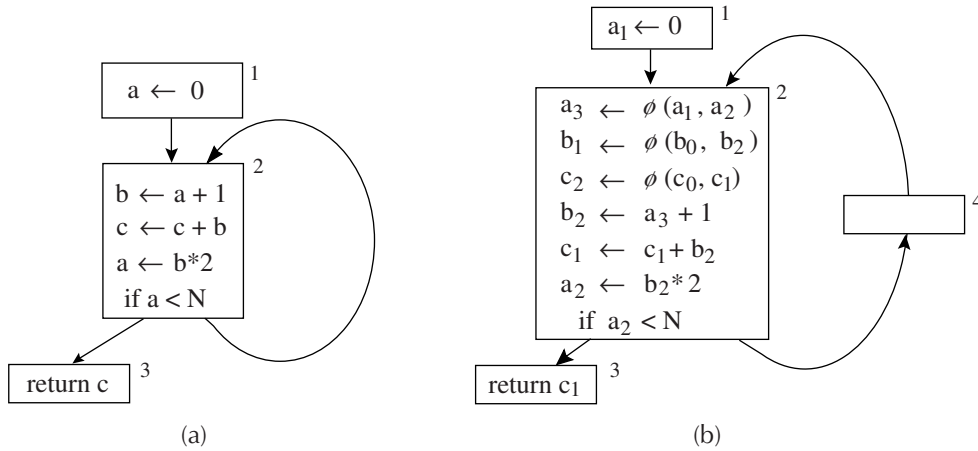 1
a ← 0
2
b ← a + 1
c ← c + b
a ← b*2
if a < N
3
return c
(a)
1
a₁ ← 0
2
a₃ ← ϕ (a₁, a₂)
b₁ ← ϕ (b₀, b₂)
c₂ ← ϕ (c₀, c₁)
b₂ ← a₃ + 1
c₁ ← c₁ + b₂
a₂ ← b₂* 2
if a₂ < N
4
3
return c₁
(b)